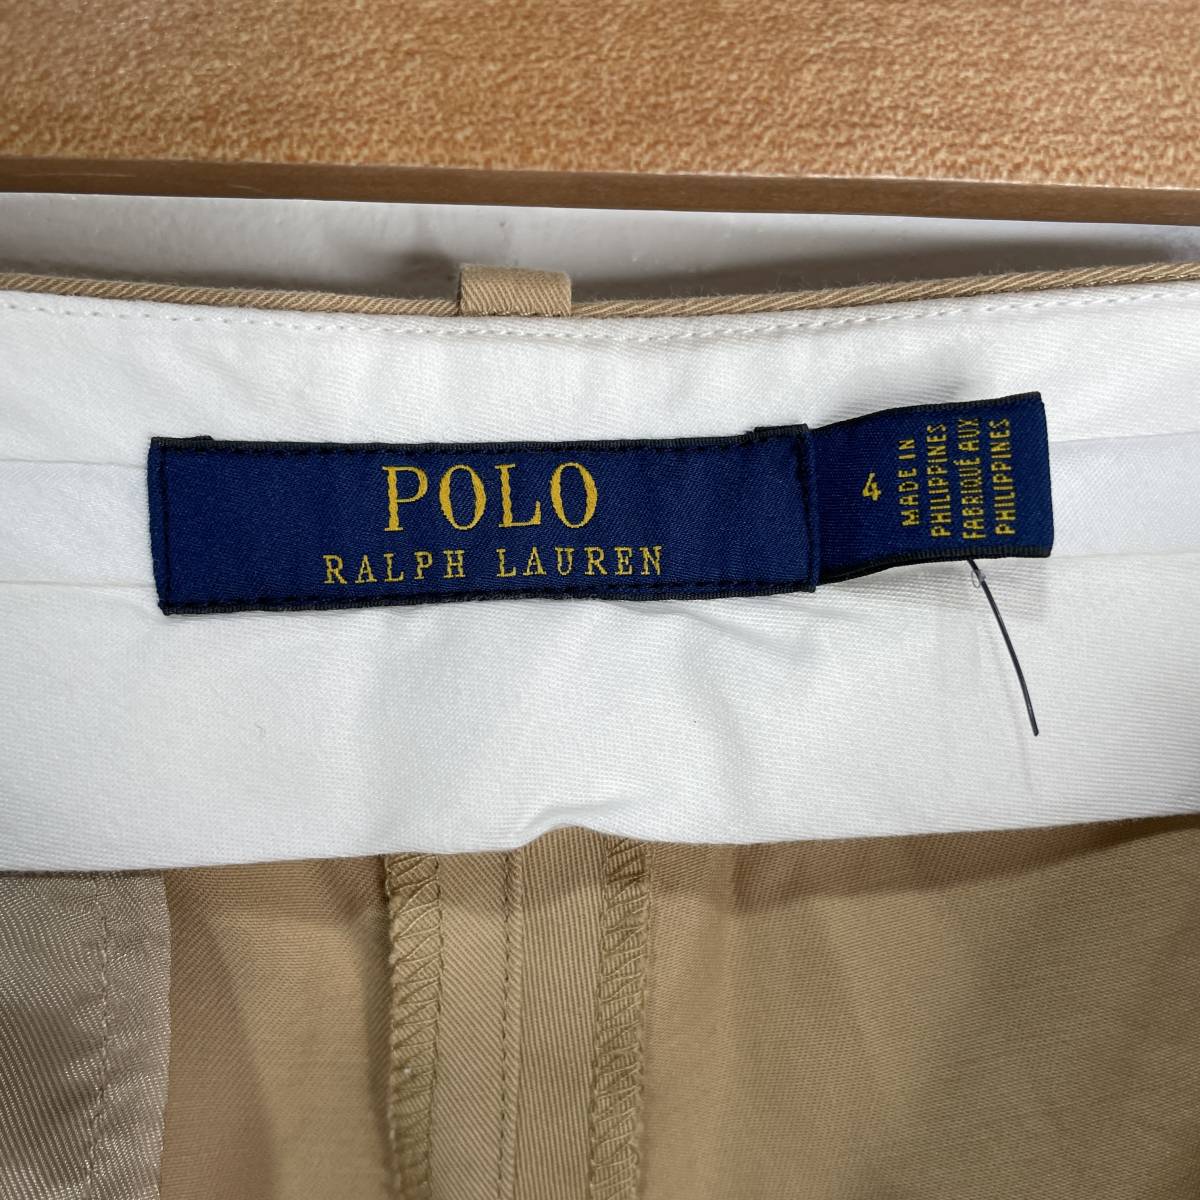 POLO
RALPH LAUREN
4
MADE IN
PHILIPPINES
FABRIQUÉ AUX
PHILIPPINES